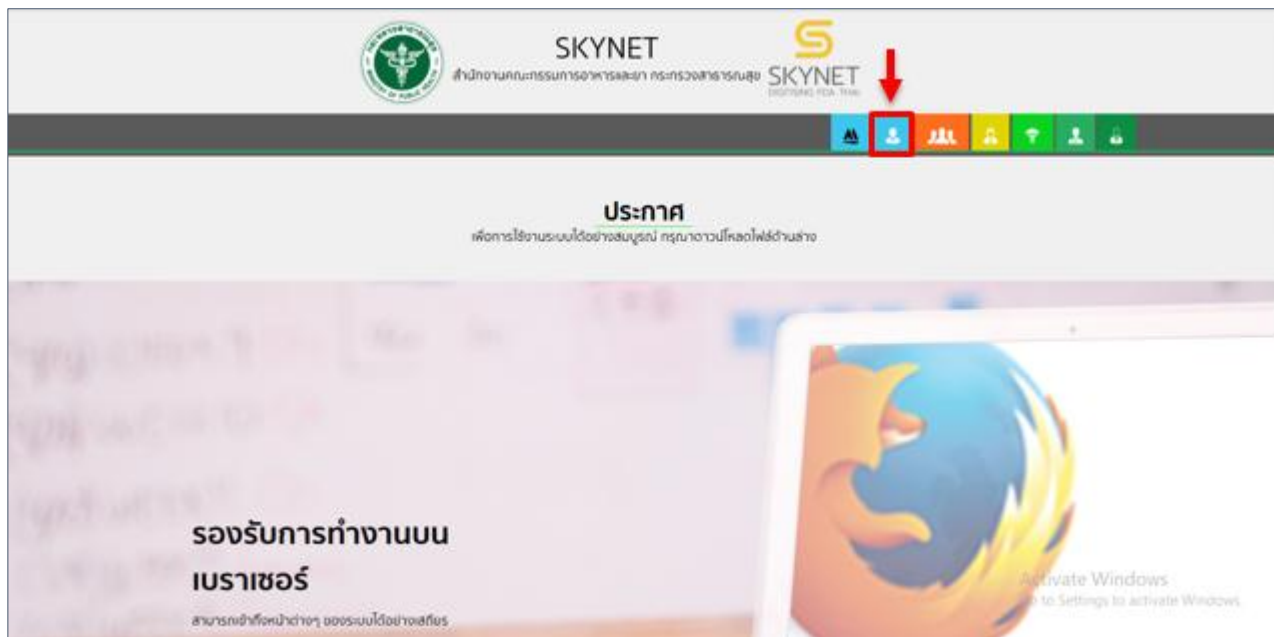 SKYNET
สำนักงานคณะกรรมการอาหารและยา กระทรวงสาธารณสุข
SKYNET
DIGITISING FDA THAI
ประกาศ
เพื่อการใช้งานระบบได้อย่างสมบูรณ์ กรุณาดาวน์โหลดไฟล์ด้านล่าง
รองรับการทำงานบน
เบราเซอร์
สามารถเข้าถึงหน้าต่างๆ ของระบบได้อย่างเสถียร
Activate Windows
to Settings to activate Windows.